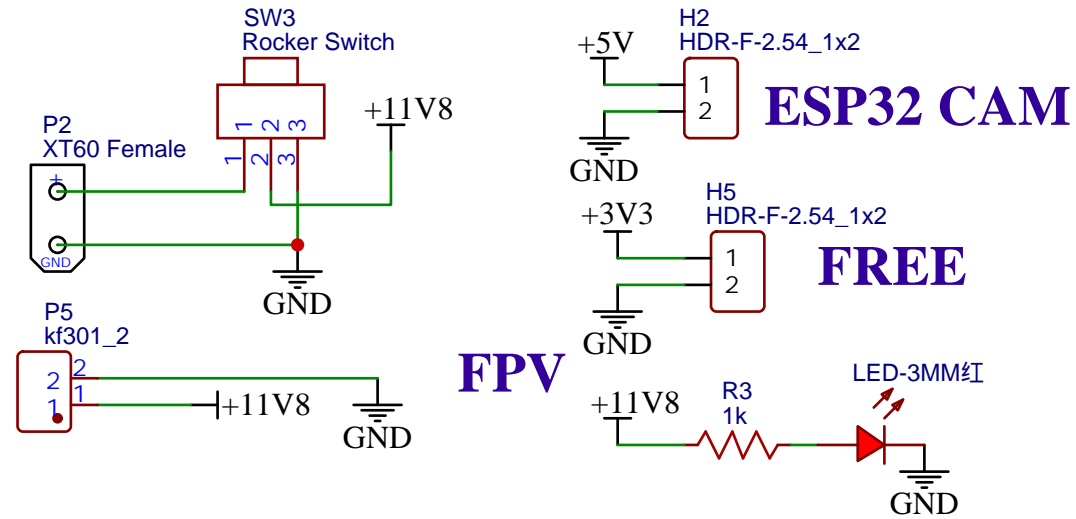 SW3
Rocker Switch
1
2
3
1
2
3
+11V8
P2
XT60 Female
+
GND
GND
P5
kf301_2
2
1
2
1
+11V8
GND
FPV
H2
HDR-F-2.54_1x2
+5V
1
2
GND
ESP32 CAM
H5
HDR-F-2.54_1x2
+3V3
1
2
GND
FREE
LED-3MM红
+11V8
R3
1k
GND